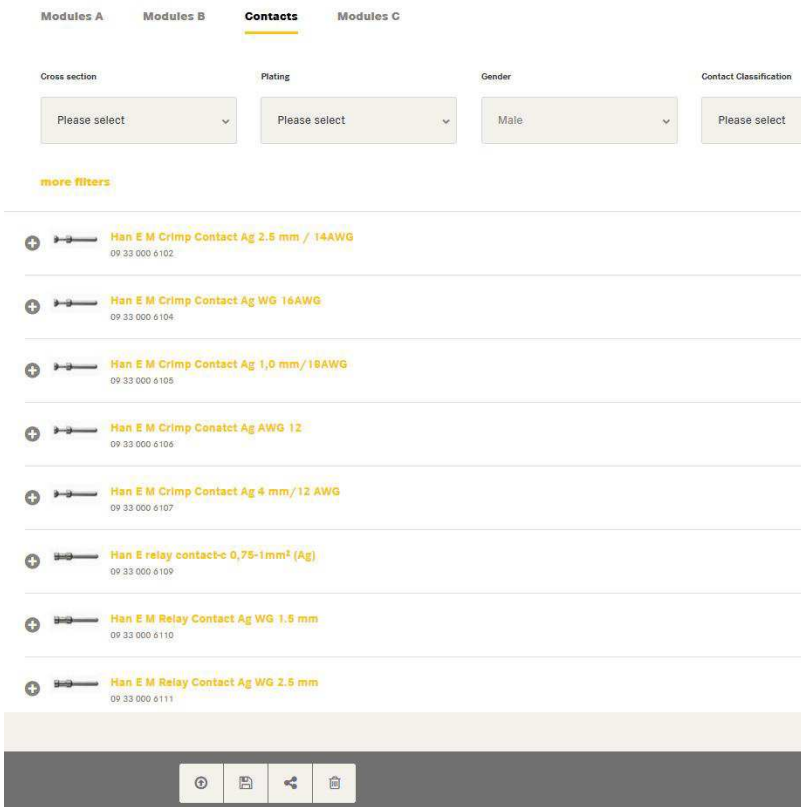 Modules A Modules B Contacts Modules C
Cross section Plating Gender Contact Classification
Please select Please select Male Please select
more filters
Han E M Crimp Contact Ag 2.5 mm / 14AWG
09 33 000 6102
Han E M Crimp Contact Ag WG 16AWG
09 33 000 6104
Han E M Crimp Contact Ag 1,0 mm/18AWG
09 33 000 6105
Han E M Crimp Conatct Ag AWG 12
09 33 000 6106
Han E M Crimp Contact Ag 4 mm/12 AWG
09 33 000 6107
Han E relay contact-c 0,75-1mm² (Ag)
09 33 000 6109
Han E M Relay Contact Ag WG 1.5 mm
09 33 000 6110
Han E M Relay Contact Ag WG 2.5 mm
09 33 000 6111